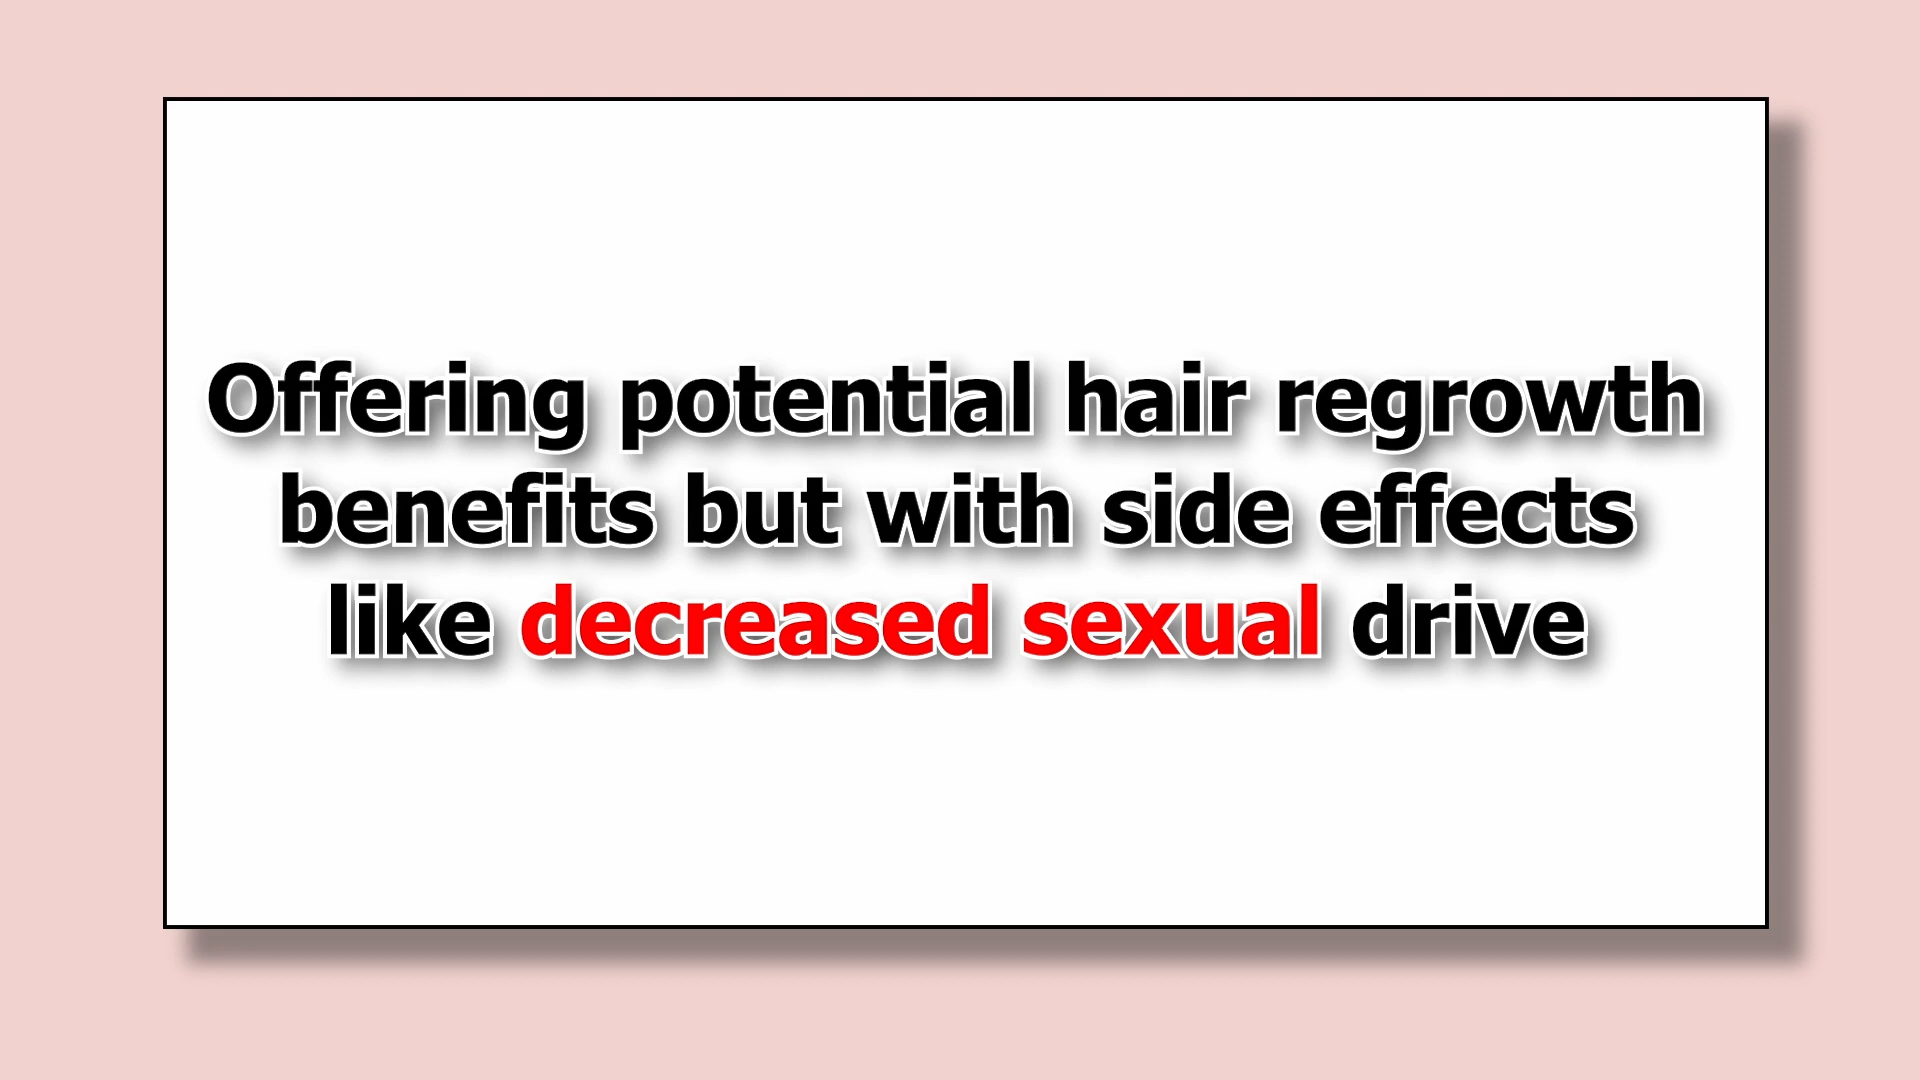 Offering potential hair regrowth
benefits but with side effects
like decreased sexual drive